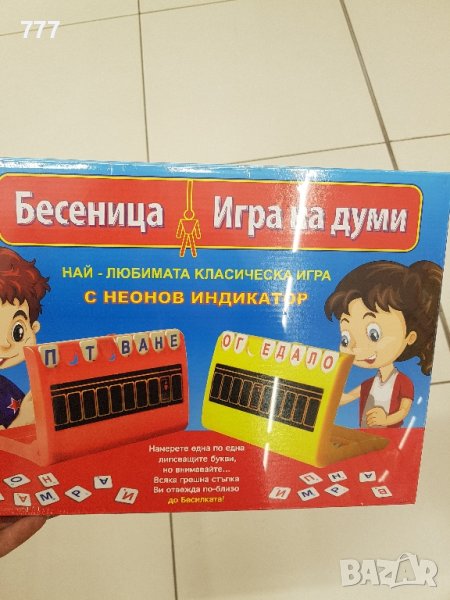 777
Бесеница Игра на думи
НАЙ - ЛЮБИМАТА КЛАСИЧЕСКА ИГРА
С НЕОНОВ ИНДИКАТОР
П Т ВАНЕ
ОГ ЕДАЛО
Намерете една по една
липсващите букви,
но внимавайте...
Всяка грешна стъпка
Ви отвежда по-близо
до Бесилката!
О Н
А М Р А Й
П Н А
И М Р А В
BAZAR